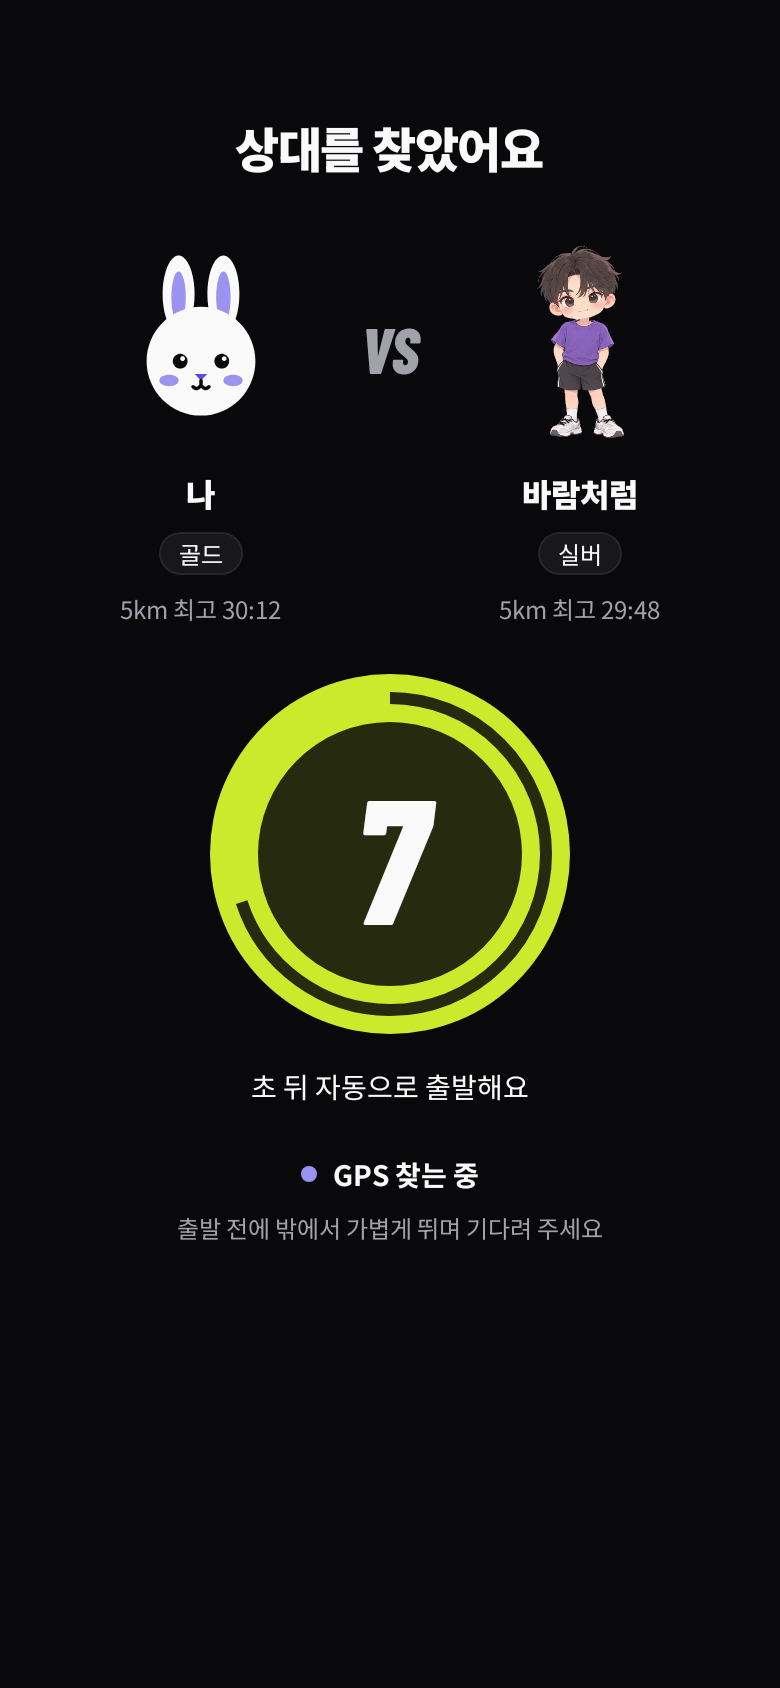 상대를 찾았어요
VS
나
바람처럼
골드
실버
5km 최고 30:12
5km 최고 29:48
7
초 뒤 자동으로 출발해요
GPS 찾는 중
출발 전에 밖에서 가볍게 뛰며 기다려 주세요